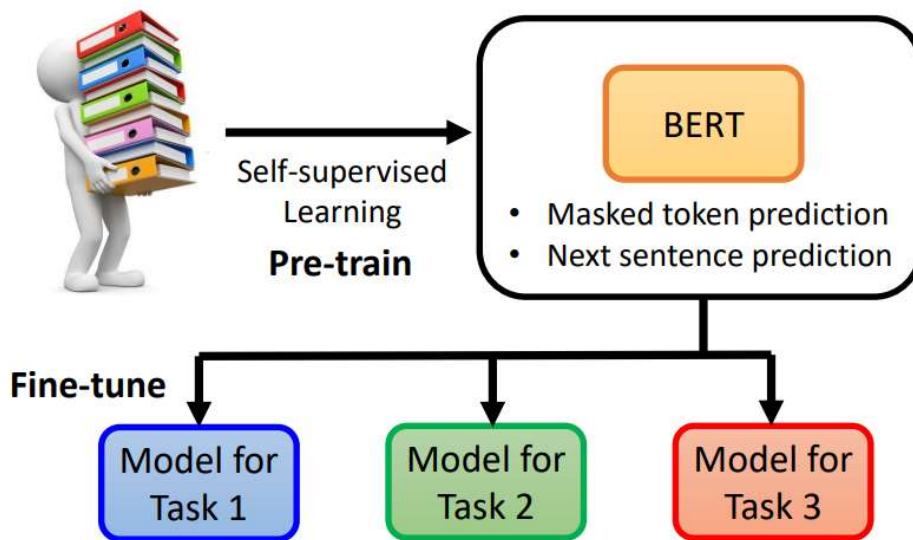 BERT
Self-supervised
Learning
Pre-train
• Masked token prediction
• Next sentence prediction
Fine-tune
Model for
Task 1
Model for
Task 2
Model for
Task 3